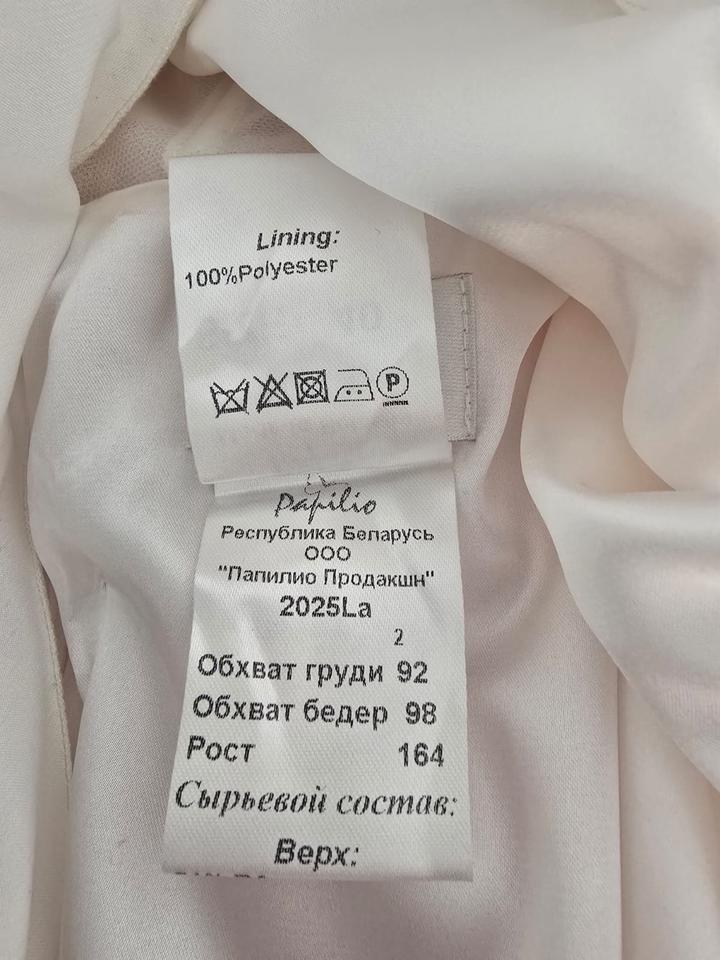 Lining:
100%Polyester
P
Papilio
Республика Беларусь
ООО
"Папилио Продакшн"
2025La
2
Обхват груди 92
Обхват бедер 98
Рост 164
Сырьевой состав:
Верх: